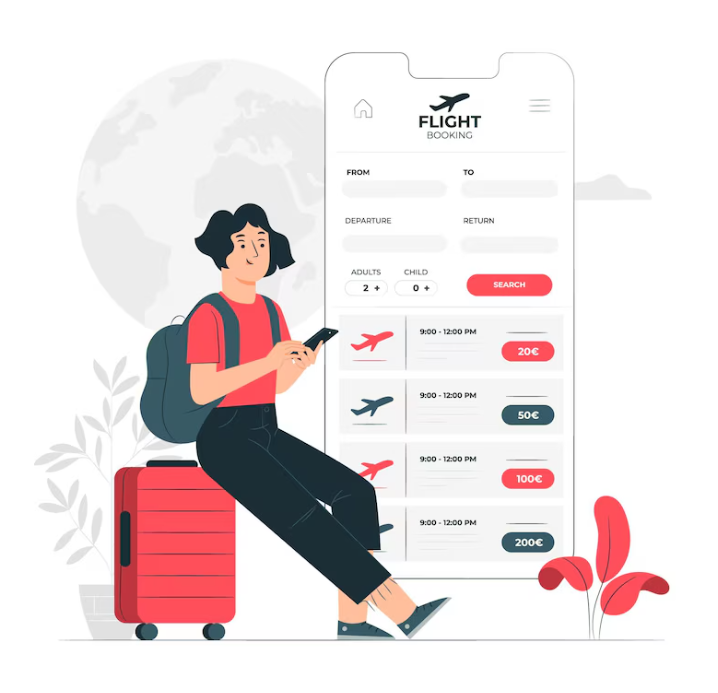 FLIGHT
BOOKING
FROM TO
DEPARTURE RETURN
ADULTS CHILD
2 + 0 + SEARCH
9:00 - 12:00 PM
20€
9:00 - 12:00 PM
50€
9:00 - 12:00 PM
100€
9:00 - 12:00 PM
200€